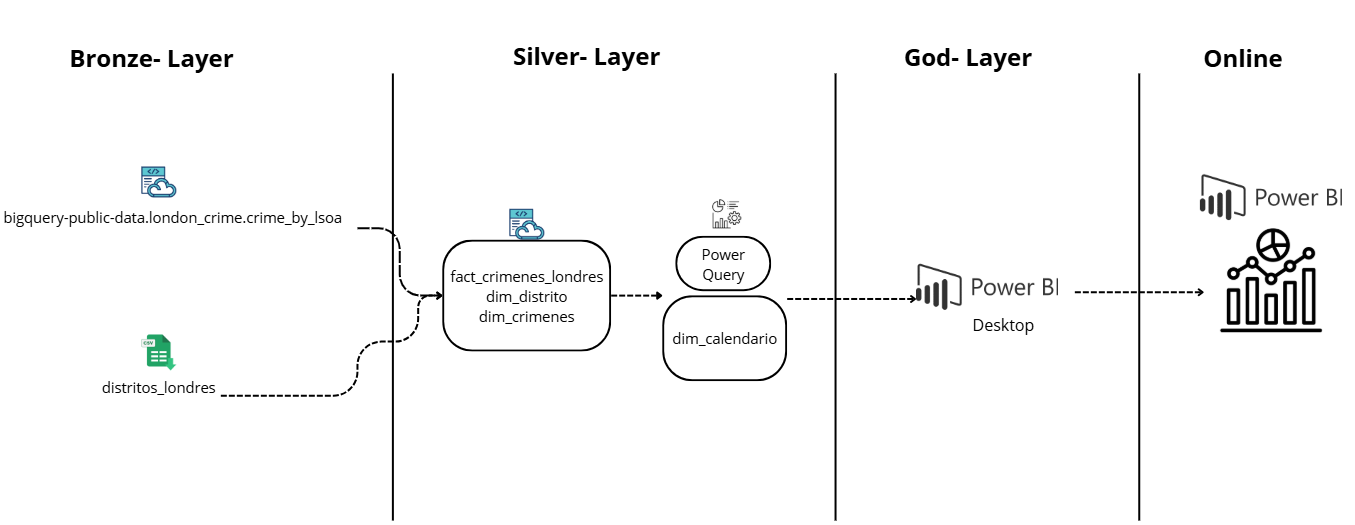 Bronze- Layer
Silver- Layer
God- Layer
Online
bigquery-public-data.london_crime.crime_by_lsoa
CSV
distritos_londres
</>
fact_crimenes_londres
dim_distrito
dim_crimenes
Power
Query
dim_calendario
Power BI
Desktop
Power BI